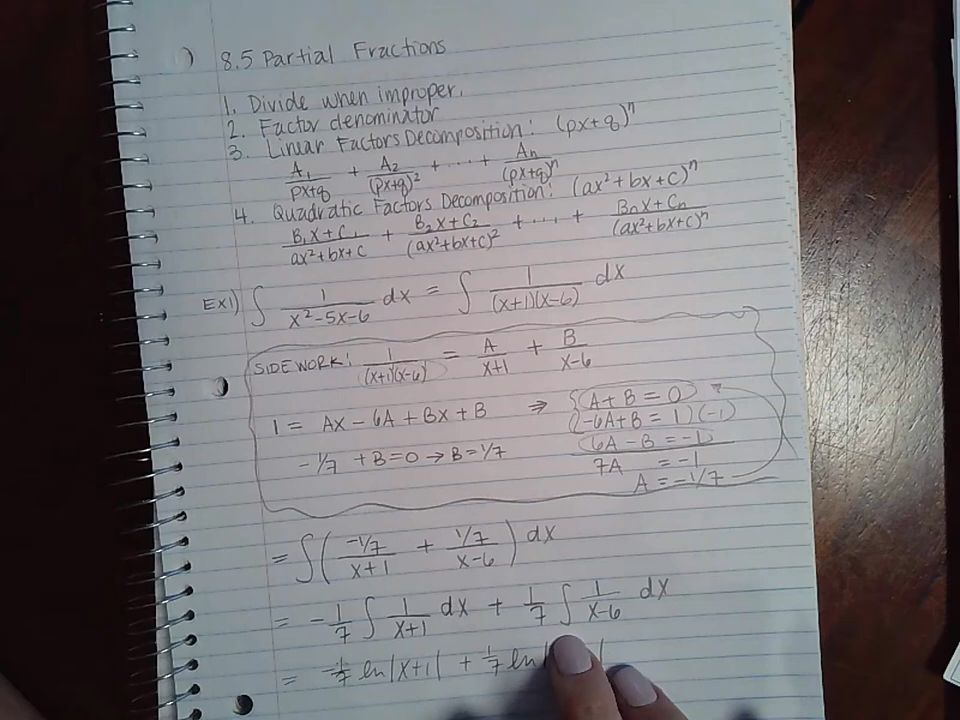 ) 8.5 Partial Fractions
1. Divide when improper.
2. Factor denominator
3. Linear Factors Decomposition: (px+q)^n
A₁/(px+q) + A₂/(px+q)² + ... + Aₙ/(px+q)^n
4. Quadratic Factors Decomposition: (ax²+bx+c)^n
(B₁x+C₁)/(ax²+bx+c) + (B₂x+C₂)/(ax²+bx+c)² + .... + (Bₙx+Cₙ)/(ax²+bx+c)^n
EX1) ∫ 1/(x²-5x-6) dx = ∫ 1/((x+1)(x-6)) dx
SIDEWORK: 1/((x+1)(x-6)) = A/(x+1) + B/(x-6)
1 = Ax - 6A + Bx + B ⇒ { A + B = 0
(-6A + B = 1)(-1)
6A - B = -1
-1/7 + B = 0 → B = 1/7
7A = -1
A = -1/7
= ∫( (-1/7)/(x+1) + (1/7)/(x-6) ) dx
= -1/7 ∫ 1/(x+1) dx + 1/7 ∫ 1/(x-6) dx
= -1/7 ln|x+1| + 1/7 ln| |